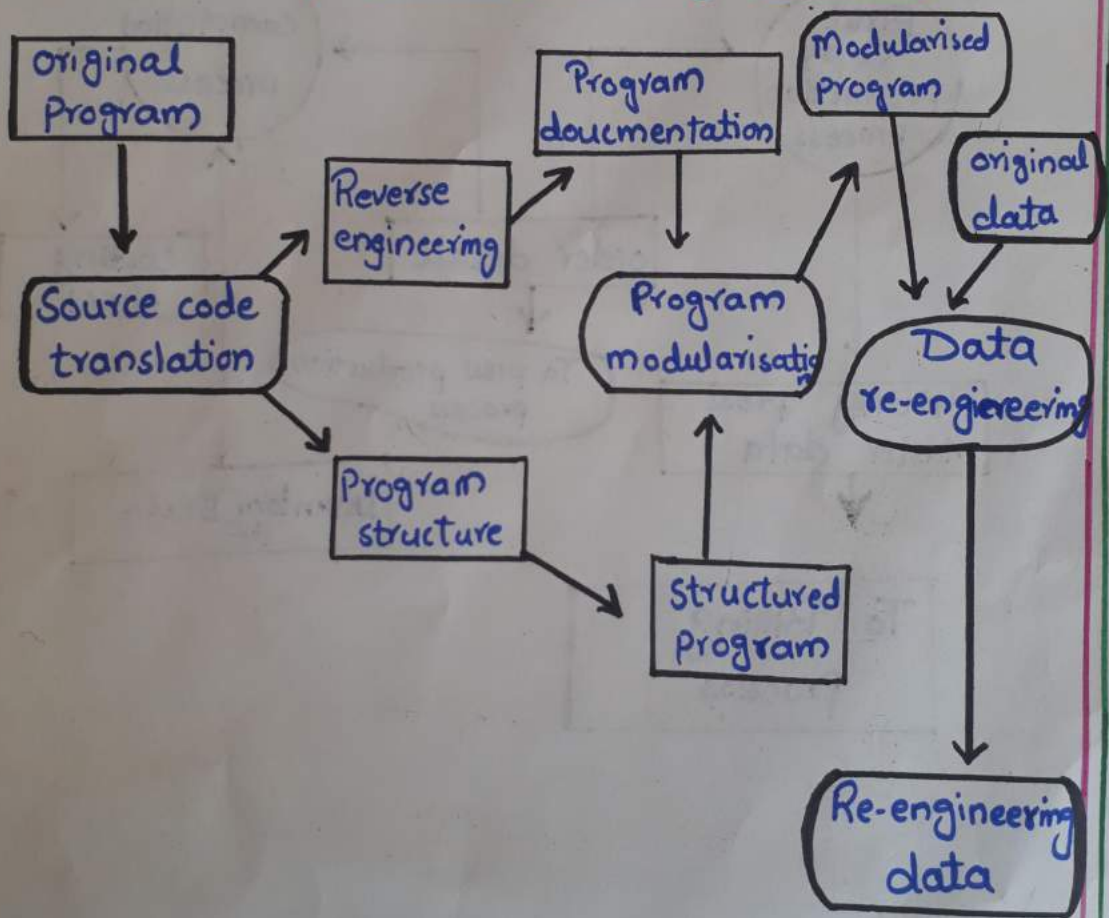 original
Program
Source code
translation
Reverse
engineering
Program
structure
Program
doucmentation
Program
modularisation
Structured
program
Modularised
program
original
data
Data
re-engiereering
Re-engineering
data